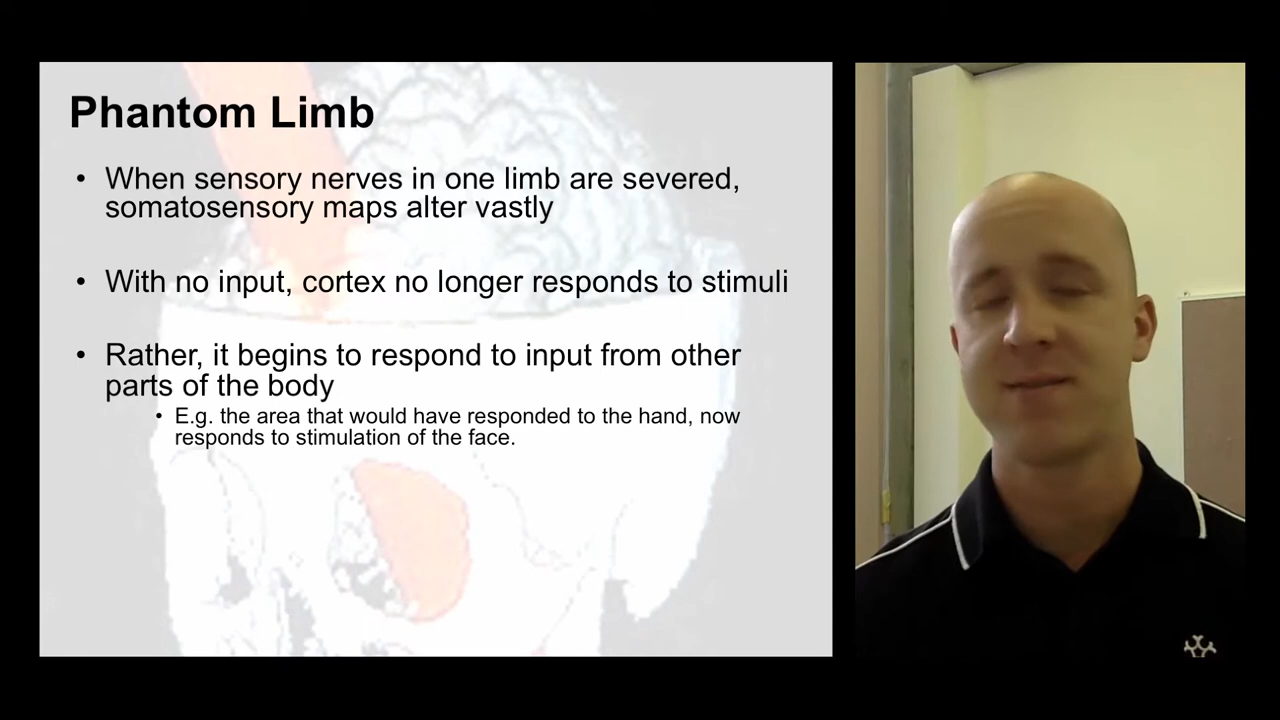 Phantom Limb
• When sensory nerves in one limb are severed,
somatosensory maps alter vastly
• With no input, cortex no longer responds to stimuli
• Rather, it begins to respond to input from other
parts of the body
• E.g. the area that would have responded to the hand, now
responds to stimulation of the face.